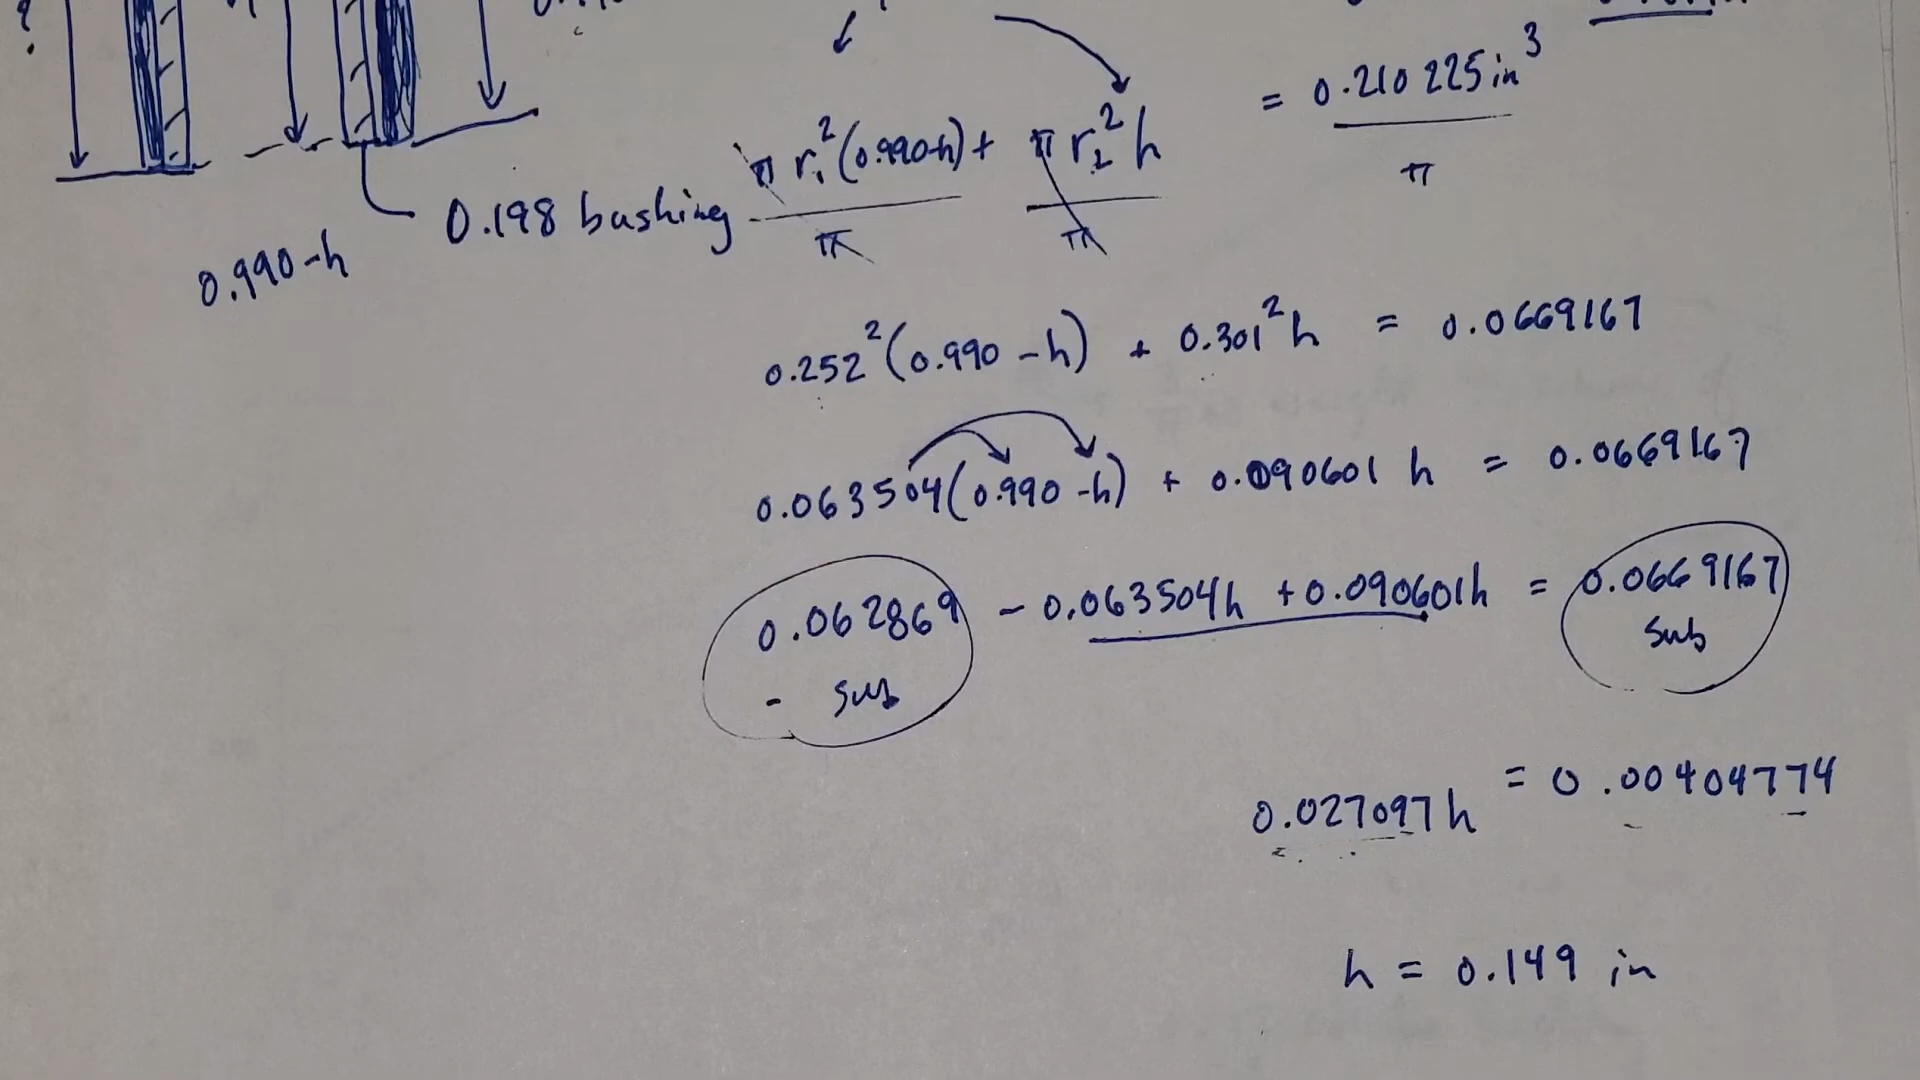 ?
= 0.210225 in³ / π
π r₁² (0.990-h) / π + π r₂² h / π
0.198 bushing
0.990-h
0.252² (0.990 - h) + 0.301² h = 0.0669167
0.063504 (0.990 - h) + 0.090601 h = 0.0669167
0.062869 - 0.063504h + 0.090601h = 0.0669167
- sub
sub
0.027097h = 0.00404774
h = 0.149 in